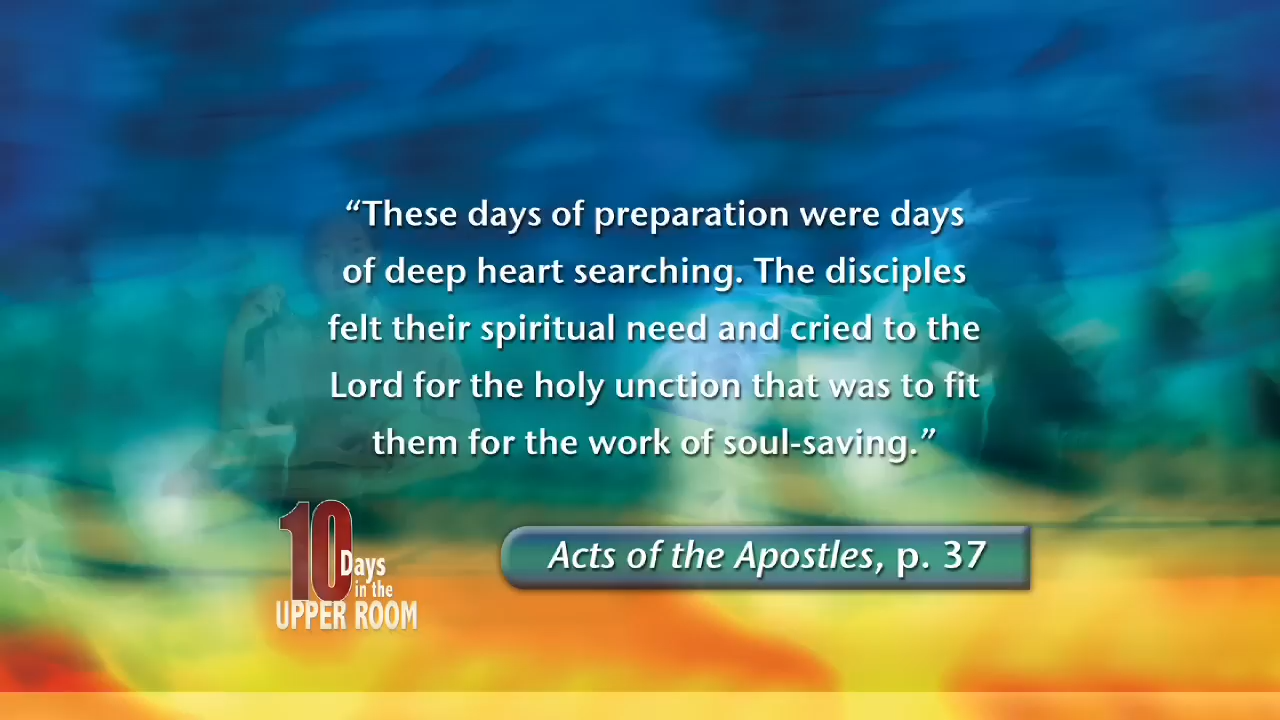 “These days of preparation were days
of deep heart searching. The disciples
felt their spiritual need and cried to the
Lord for the holy unction that was to fit
them for the work of soul-saving.”
10 Days
in the
UPPER ROOM
Acts of the Apostles, p. 37